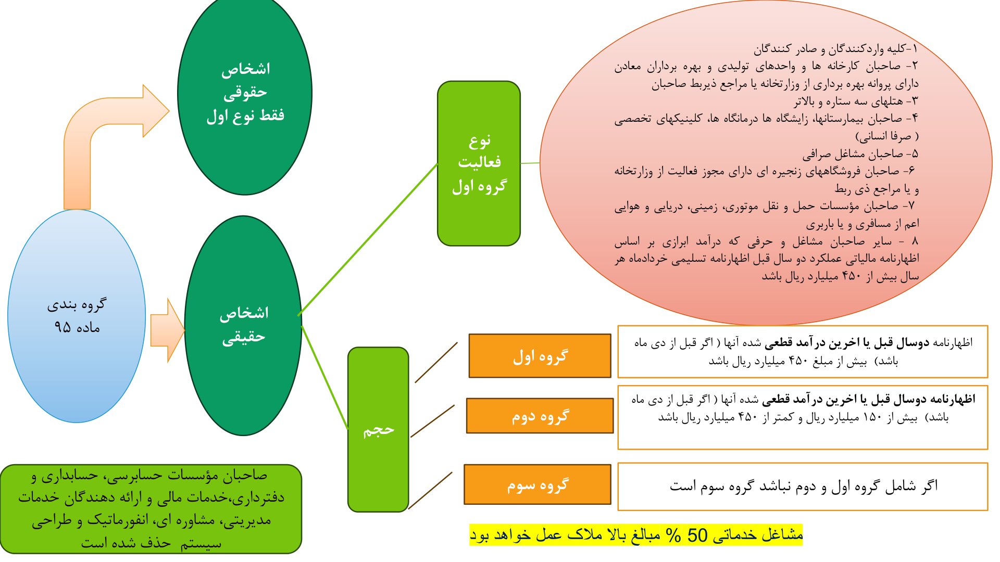 اشخاص
حقوقی
فقط نوع اول
گروه بندی
ماده ۹۵
اشخاص
حقیقی
نوع
فعالیت
گروه اول
۱-کلیه واردکنندگان و صادر کنندگان
۲- صاحبان کارخانه ها و واحدهای تولیدی و بهره برداران معادن
دارای پروانه بهره برداری از وزارتخانه یا مراجع ذیربط صاحبان
۳- هتلهای سه ستاره و بالاتر
۴- صاحبان بیمارستانها، زایشگاه ها درمانگاه ها، کلینیکهای تخصصی
( صرفا انسانی)
۵- صاحبان مشاغل صرافی
۶- صاحبان فروشگاههای زنجیره ای دارای مجوز فعالیت از وزارتخانه
و یا مراجع ذی ربط
۷- صاحبان مؤسسات حمل و نقل موتوری، زمینی، دریایی و هوایی
اعم از مسافری و یا باربری
۸ - سایر صاحبان مشاغل و حرفی که درآمد ابرازی بر اساس
اظهارنامه مالیاتی عملکرد دو سال قبل اظهارنامه تسلیمی خردادماه هر
سال بیش از ۴۵۰ میلیارد ریال باشد
حجم
گروه اول
اظهارنامه دوسال قبل یا اخرین درآمد قطعی شده آنها ( اگر قبل از دی ماه
باشد) بیش از مبلغ ۴۵۰ میلیارد ریال باشد
گروه دوم
اظهارنامه دوسال قبل یا اخرین درآمد قطعی شده آنها ( اگر قبل از دی ماه
باشد) بیش از ۱۵۰ میلیارد ریال و کمتر از ۴۵۰ میلیارد ریال باشد
گروه سوم
اگر شامل گروه اول و دوم نباشد گروه سوم است
صاحبان مؤسسات حسابرسی، حسابداری و
دفترداری،خدمات مالی و ارائه دهندگان خدمات
مدیریتی، مشاوره ای، انفورماتیک و طراحی
سیستم حذف شده است
مشاغل خدماتی 50 % مبالغ بالا ملاک عمل خواهد بود